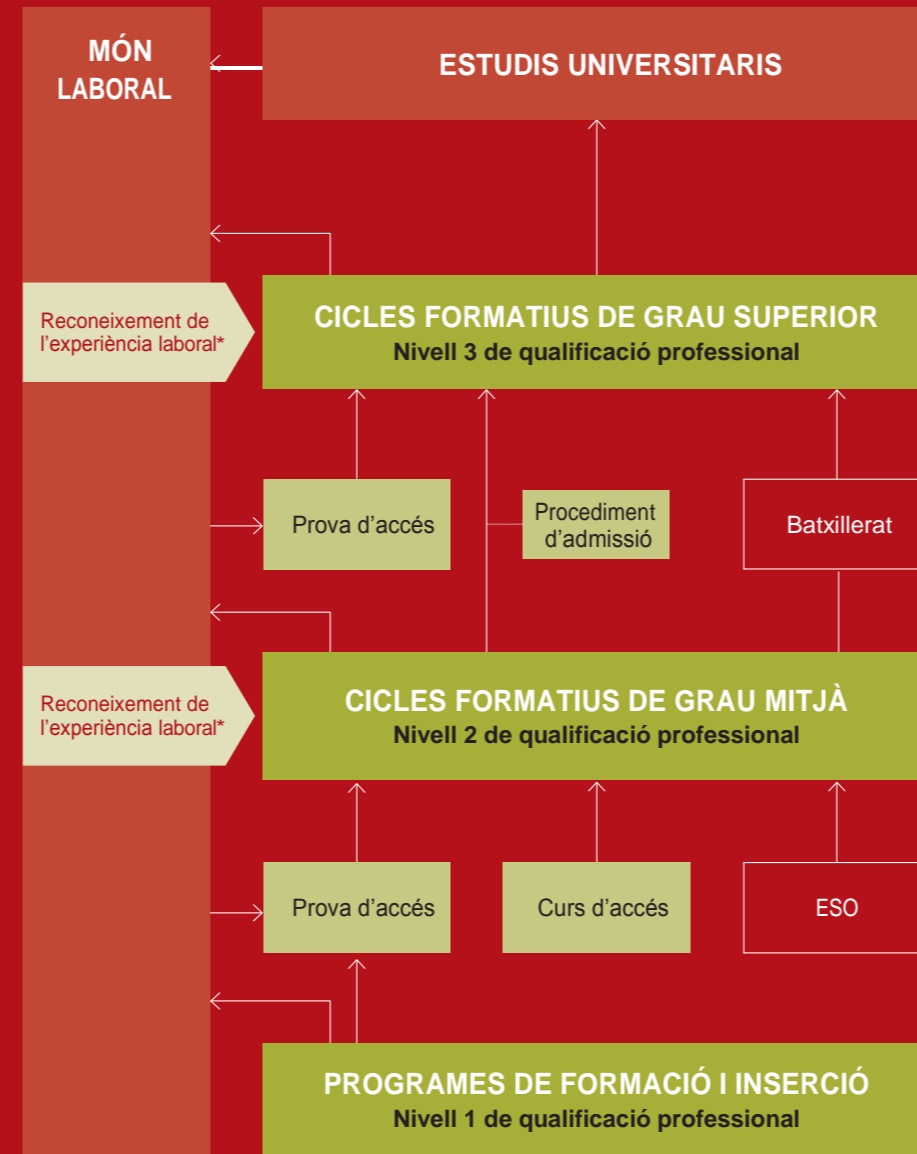 MÓN
LABORAL
ESTUDIS UNIVERSITARIS
Reconeixement de
l’experiència laboral*
CICLES FORMATIUS DE GRAU SUPERIOR
Nivell 3 de qualificació professional
Prova d’accés
Procediment
d’admissió
Batxillerat
Reconeixement de
l’experiència laboral*
CICLES FORMATIUS DE GRAU MITJÀ
Nivell 2 de qualificació professional
Prova d’accés
Curs d’accés
ESO
PROGRAMES DE FORMACIÓ I INSERCIÓ
Nivell 1 de qualificació professional